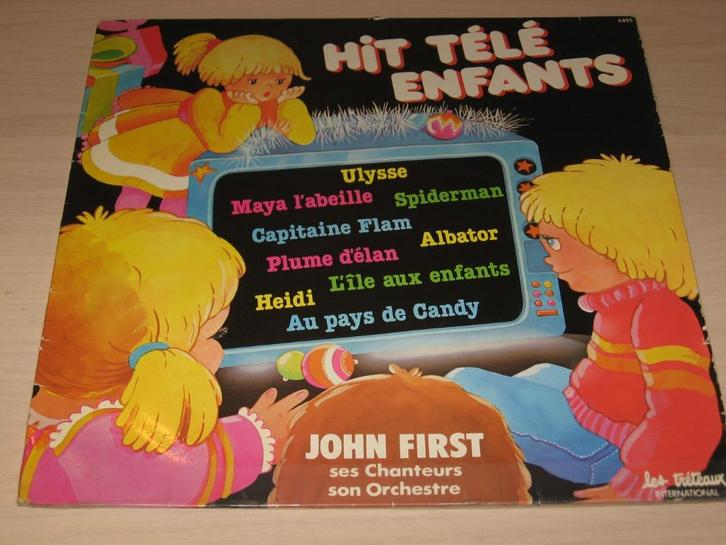 6495
HiT TÉLÉ
ENFANTS
Ulysse
Maya l'abeille Spiderman
Capitaine Flam
Albator
Plume d'élan
L'île aux enfants
Heidi
Au pays de Candy
JOHN FIRST
ses Chanteurs
son Orchestre
les tréteaux
INTERNATIONAL